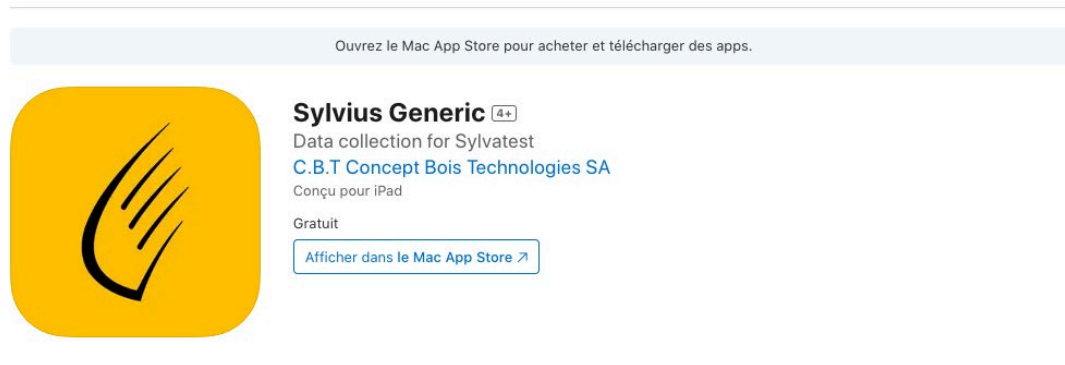 Ouvrez le Mac App Store pour acheter et télécharger des apps.
Sylvius Generic 4+
Data collection for Sylvatest
C.B.T Concept Bois Technologies SA
Conçu pour iPad
Gratuit
Afficher dans le Mac App Store ↗